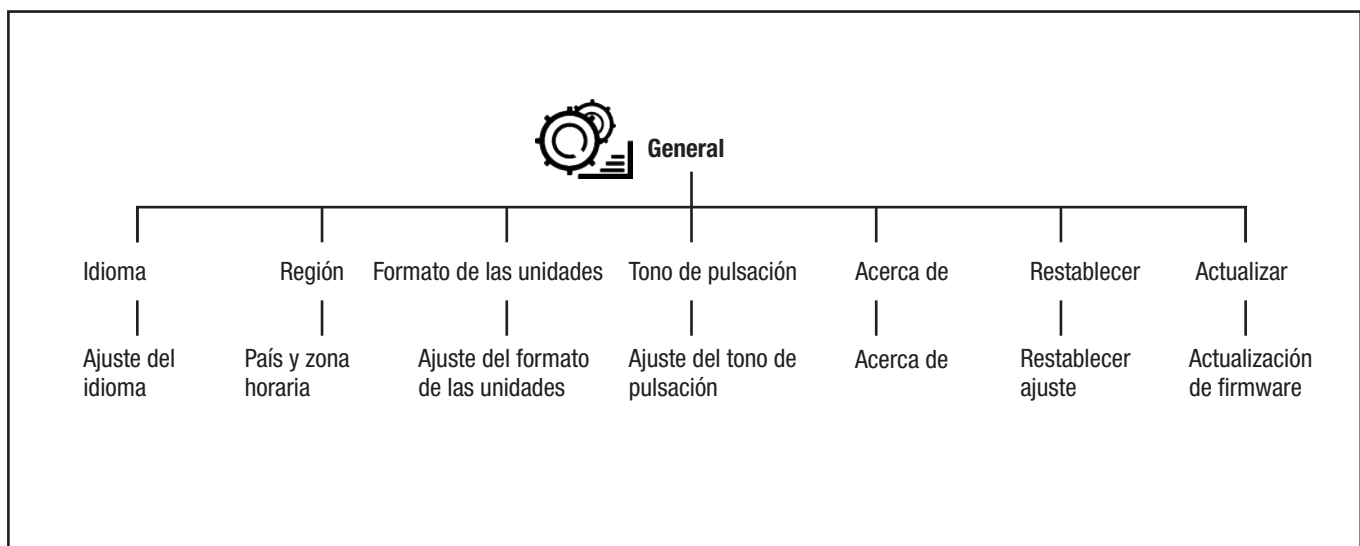 General
Idioma
Región
Formato de las unidades
Tono de pulsación
Acerca de
Restablecer
Actualizar
Ajuste del
idioma
País y zona
horaria
Ajuste del formato
de las unidades
Ajuste del tono de
pulsación
Acerca de
Restablecer
ajuste
Actualización
de firmware